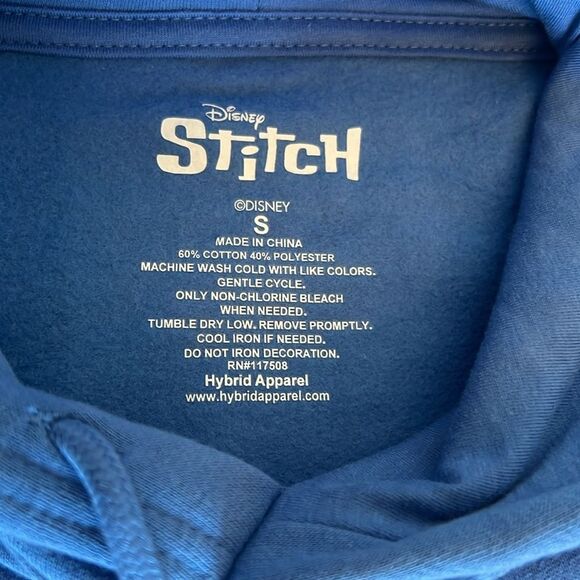 Disney
Stitch
©DISNEY
S
MADE IN CHINA
60% COTTON 40% POLYESTER
MACHINE WASH COLD WITH LIKE COLORS.
GENTLE CYCLE.
ONLY NON-CHLORINE BLEACH
WHEN NEEDED.
TUMBLE DRY LOW. REMOVE PROMPTLY.
COOL IRON IF NEEDED.
DO NOT IRON DECORATION.
RN#117508
Hybrid Apparel
www.hybridapparel.com